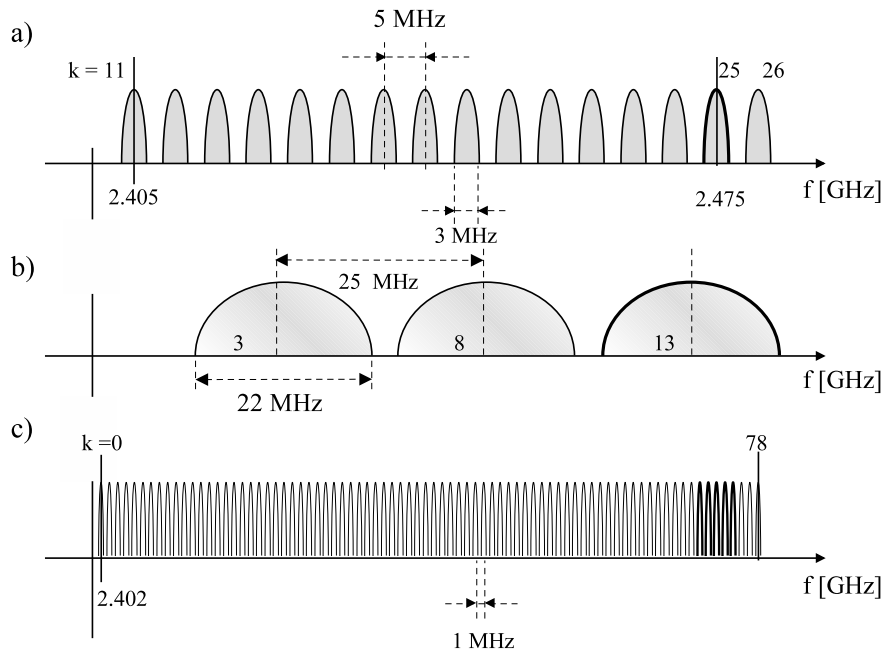 a)
5 MHz
k = 11
25
26
2.405
2.475
f [GHz]
3 MHz
b)
25 MHz
3
8
13
f [GHz]
22 MHz
c)
k =0
78
2.402
f [GHz]
1 MHz